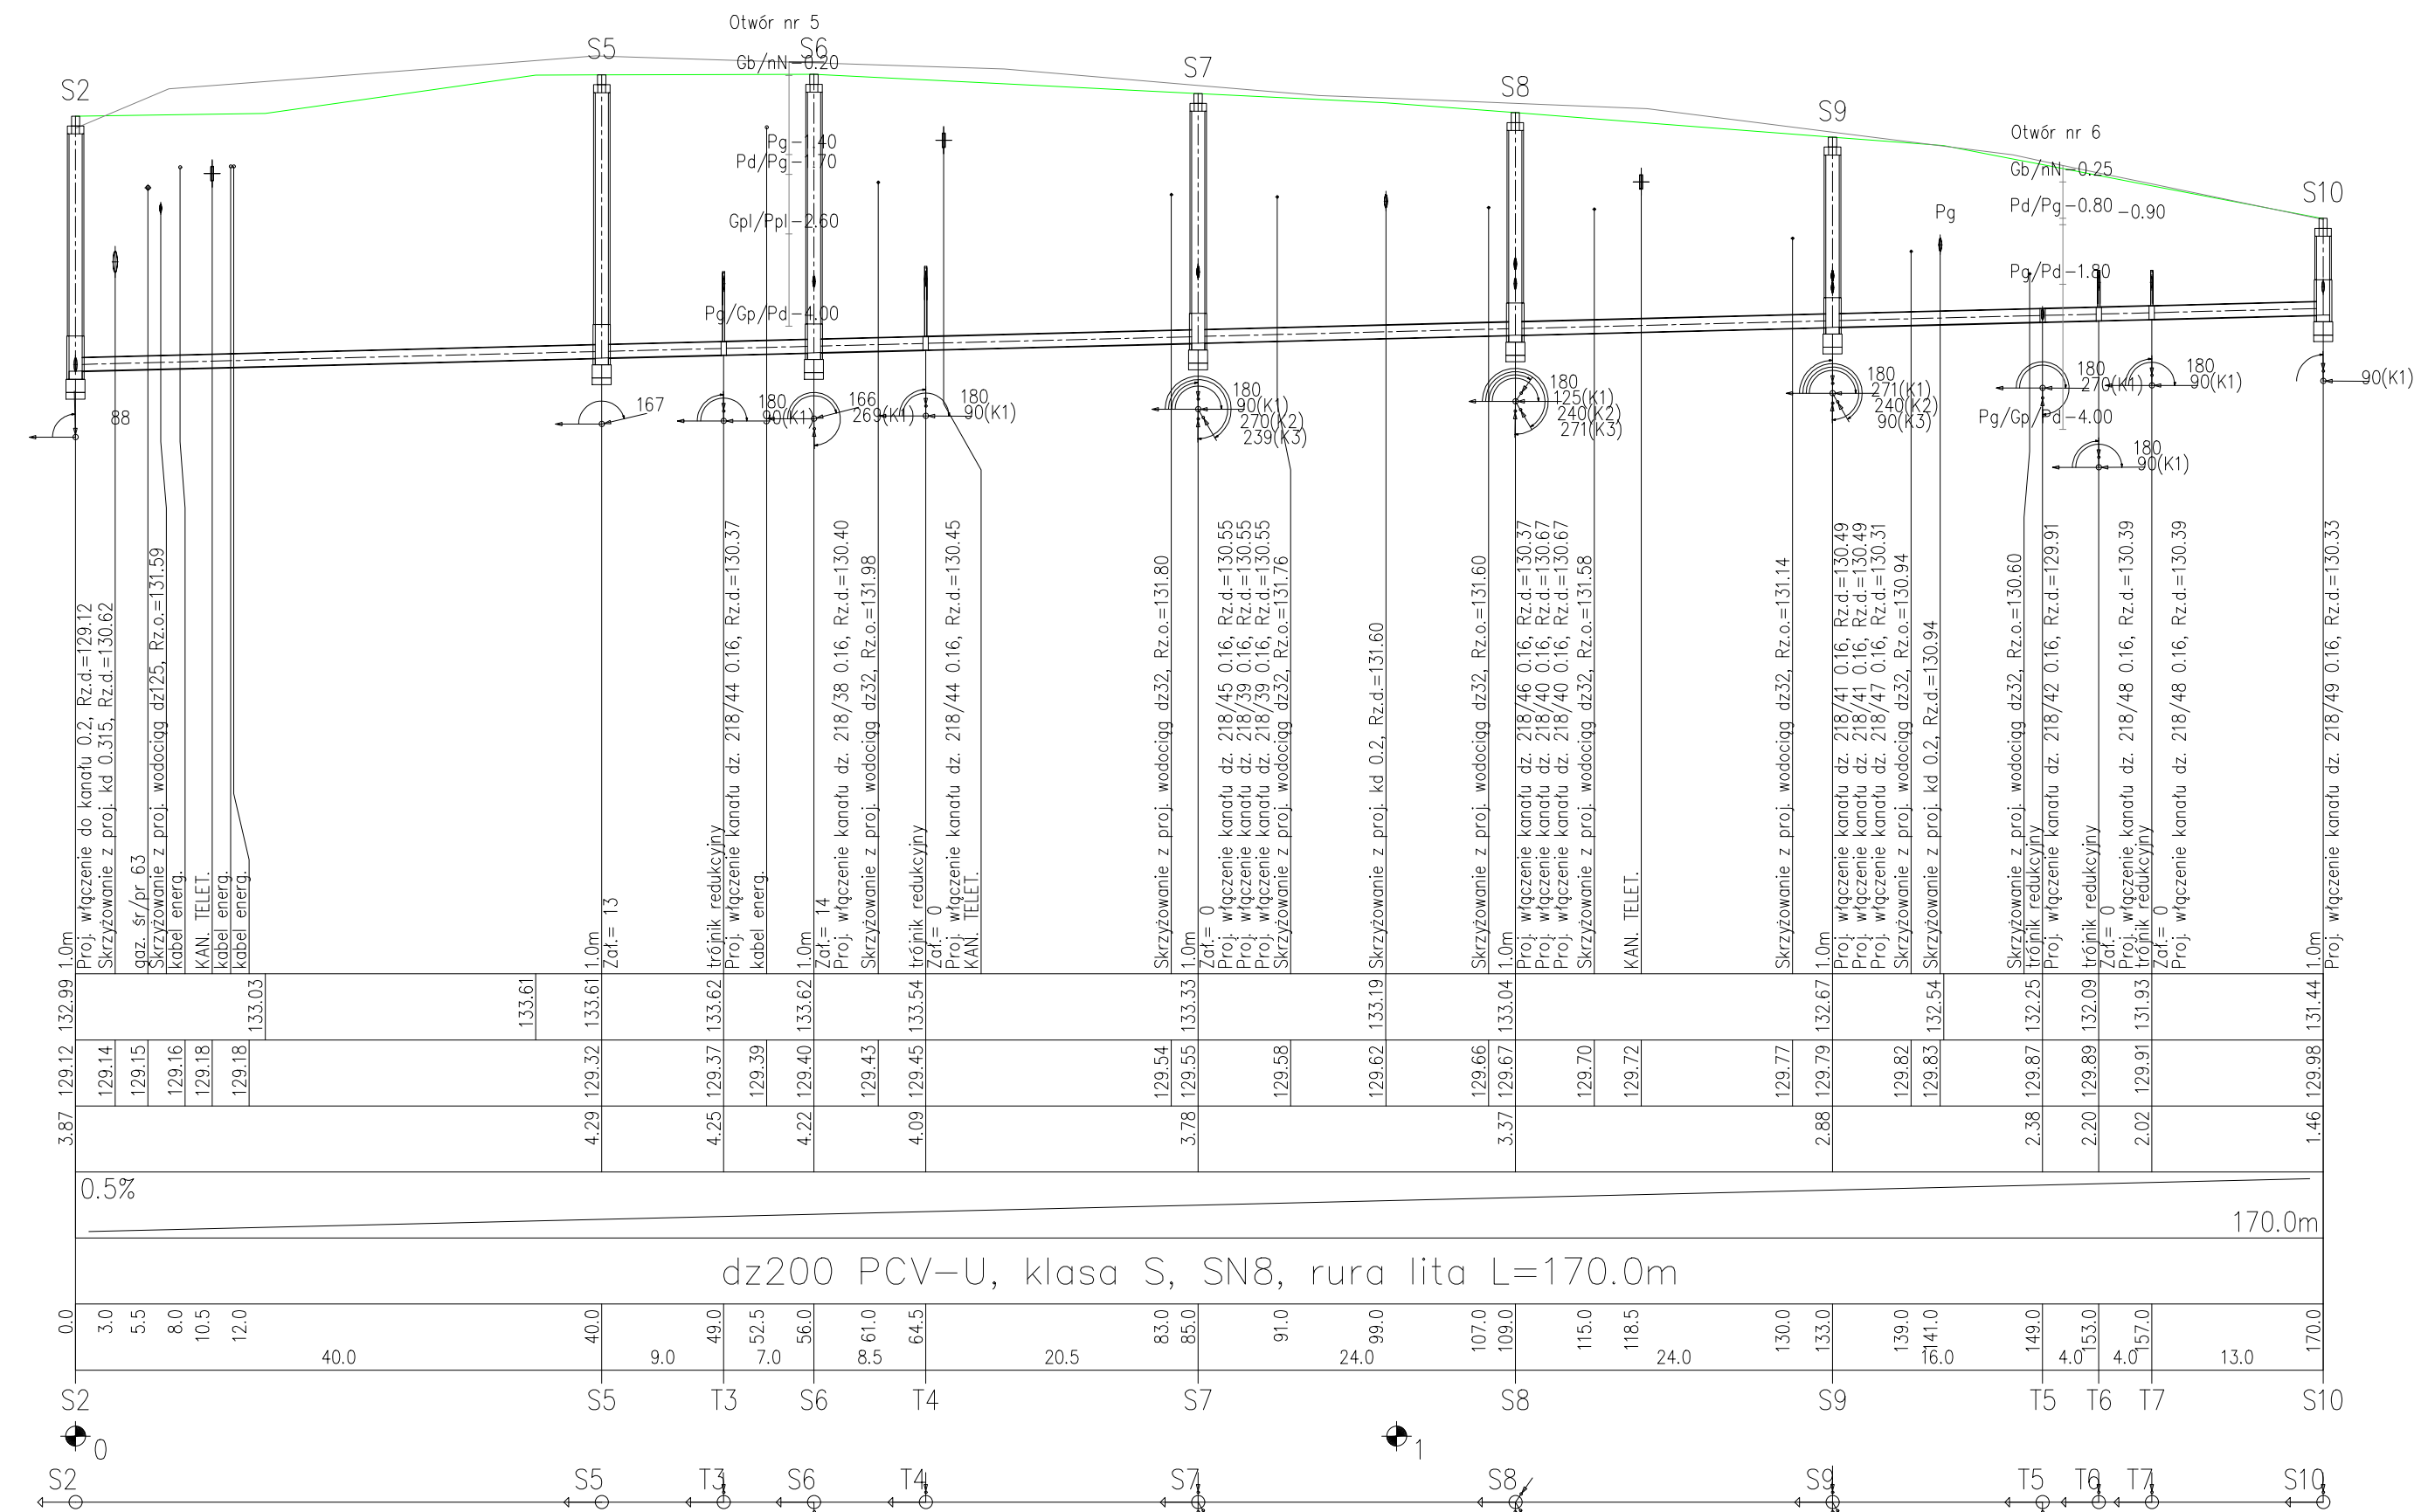 Otwór nr 5
S2
S5
S6
S7
S8
S9
S10
Gb/nN-0.20
Pg-1.40
Pd/Pg-1.70
Gpl/Ppl-2.60
Pg/Gp/Pd-4.00
Otwór nr 6
Gb/nN-0.25
Pd/Pg-0.80
-0.90
Pg
Pg/Pd-1.80
Pg/Gp/Pd-4.00
88
167
180
90(K1)
166
269(K1)
180
90(K1)
180
90(K1)
270(K2)
239(K3)
180
125(K1)
240(K2)
271(K3)
180
271(K1)
240(K2)
90(K3)
180
270(K1)
180
90(K1)
180
90(K1)
90(K1)
1.0m
Proj. włączenie do kanału 0.2, Rz.d.=129.12
Skrzyżowanie z proj. kd 0.315, Rz.d.=130.62
gaz. śr/pr 63
Skrzyżowanie z proj. wodociąg dz125, Rz.o.=131.59
kabel energ.
KAN. TELET.
kabel energ.
kabel energ.
1.0m
Zał.= 13
trójnik redukcyjny
Proj. włączenie kanału dz. 218/44 0.16, Rz.d.=130.37
kabel energ.
1.0m
Zał.= 14
Proj. włączenie kanału dz. 218/38 0.16, Rz.d.=130.40
Skrzyżowanie z proj. wodociąg dz32, Rz.o.=131.98
trójnik redukcyjny
Zał.= 0
Proj. włączenie kanału dz. 218/44 0.16, Rz.d.=130.45
KAN. TELET.
Skrzyżowanie z proj. wodociąg dz32, Rz.o.=131.80
1.0m
Zał.= 0
Proj. włączenie kanału dz. 218/45 0.16, Rz.d.=130.55
Proj. włączenie kanału dz. 218/39 0.16, Rz.d.=130.55
Proj. włączenie kanału dz. 218/39 0.16, Rz.d.=130.55
Skrzyżowanie z proj. wodociąg dz32, Rz.o.=131.76
Skrzyżowanie z proj. kd 0.2, Rz.d.=131.60
Skrzyżowanie z proj. wodociąg dz32, Rz.o.=131.60
1.0m
Proj. włączenie kanału dz. 218/46 0.16, Rz.d.=130.37
Proj. włączenie kanału dz. 218/40 0.16, Rz.d.=130.67
Proj. włączenie kanału dz. 218/40 0.16, Rz.d.=130.67
Skrzyżowanie z proj. wodociąg dz32, Rz.o.=131.58
KAN. TELET.
Skrzyżowanie z proj. wodociąg dz32, Rz.o.=131.14
1.0m
Proj. włączenie kanału dz. 218/41 0.16, Rz.d.=130.49
Proj. włączenie kanału dz. 218/41 0.16, Rz.d.=130.49
Proj. włączenie kanału dz. 218/47 0.16, Rz.d.=130.31
Skrzyżowanie z proj. wodociąg dz32, Rz.o.=130.94
Skrzyżowanie z proj. kd 0.2, Rz.d.=130.94
Skrzyżowanie z proj. wodociąg dz32, Rz.o.=130.60
trójnik redukcyjny
Proj. włączenie kanału dz. 218/42 0.16, Rz.d.=129.91
trójnik redukcyjny
Zał.= 0
Proj. włączenie kanału dz. 218/48 0.16, Rz.d.=130.39
trójnik redukcyjny
Zał.= 0
Proj. włączenie kanału dz. 218/48 0.16, Rz.d.=130.39
1.0m
Proj. włączenie kanału dz. 218/49 0.16, Rz.d.=130.33
132.99 133.03 133.61 133.61 133.62 133.62 133.54 133.33 133.19 133.04 132.67 132.54 132.25 132.09 131.93 131.44
129.12 129.14 129.15 129.16 129.18 129.18 129.32 129.37 129.39 129.40 129.43 129.45 129.54 129.55 129.58 129.62 129.66 129.67 129.70 129.72 129.77 129.79 129.82 129.83 129.87 129.89 129.91 129.98
3.87 4.29 4.25 4.22 4.09 3.78 3.37 2.88 2.38 2.20 2.02 1.46
0.5%
170.0m
dz200 PCV-U, klasa S, SN8, rura lita L=170.0m
0.0 3.0 5.5 8.0 10.5 12.0 40.0 49.0 52.5 56.0 61.0 64.5 83.0 85.0 91.0 99.0 107.0 109.0 115.0 118.5 130.0 133.0 139.0 141.0 149.0 153.0 157.0 170.0
40.0 9.0 7.0 8.5 20.5 24.0 24.0 16.0 4.0 4.0 13.0
S2 S5 T3 S6 T4 S7 S8 S9 T5 T6 T7 S10
0 1
S2 S5 T3 S6 T4 S7 S8 S9 T5 T6 T7 S10